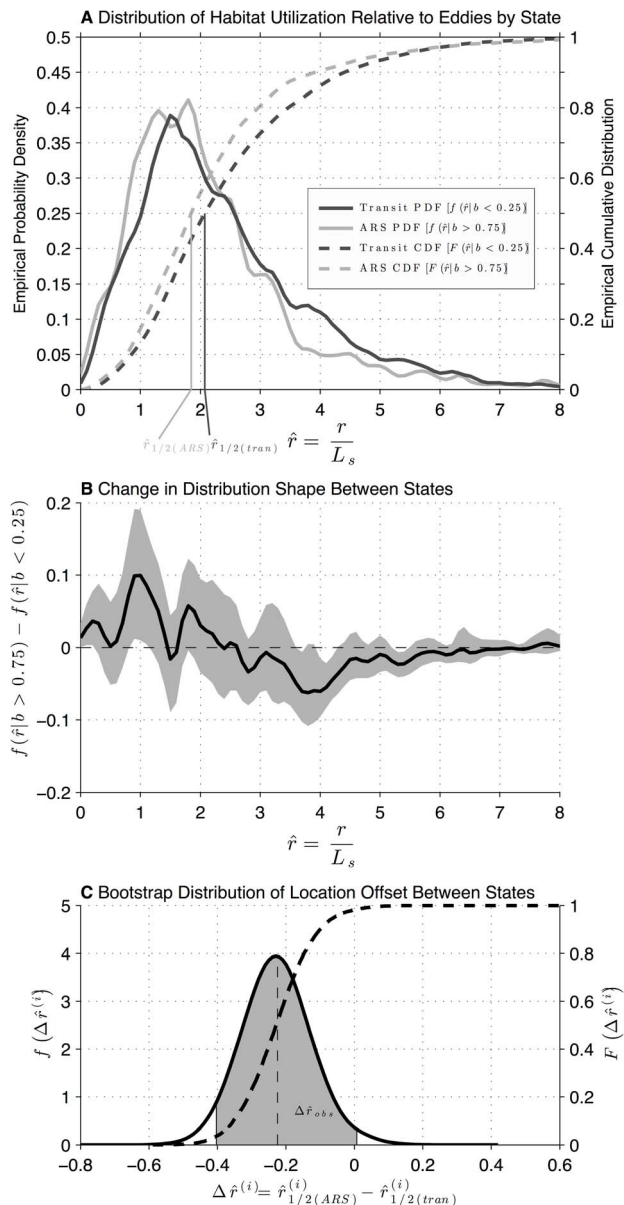 A Distribution of Habitat Utilization Relative to Eddies by State
0.5
0.45
0.4
0.35
0.3
0.25
0.2
0.15
0.1
0.05
0
Empirical Probability Density
1
0.8
0.6
0.4
0.2
0
Empirical Cumulative Distribution
Transit PDF [f (r̂|b < 0.25)]
ARS PDF [f (r̂|b > 0.75)]
Transit CDF [F (r̂|b < 0.25)]
ARS CDF [F (r̂|b > 0.75)]
0 1 2 3 4 5 6 7 8
r̂1/2(ARS) r̂1/2(tran) r̂ = r/Ls
B Change in Distribution Shape Between States
0.2
0.1
0
−0.1
−0.2
f(r̂|b > 0.75) − f(r̂|b < 0.25)
0 1 2 3 4 5 6 7 8
r̂ = r/Ls
C Bootstrap Distribution of Location Offset Between States
5
4
3
2
1
0
f (Δr̂(i))
1
0.8
0.6
0.4
0.2
0
F (Δr̂(i))
Δr̂obs
−0.8 −0.6 −0.4 −0.2 0 0.2 0.4 0.6
Δr̂(i) = r̂(i)1/2(ARS) − r̂(i)1/2(tran)